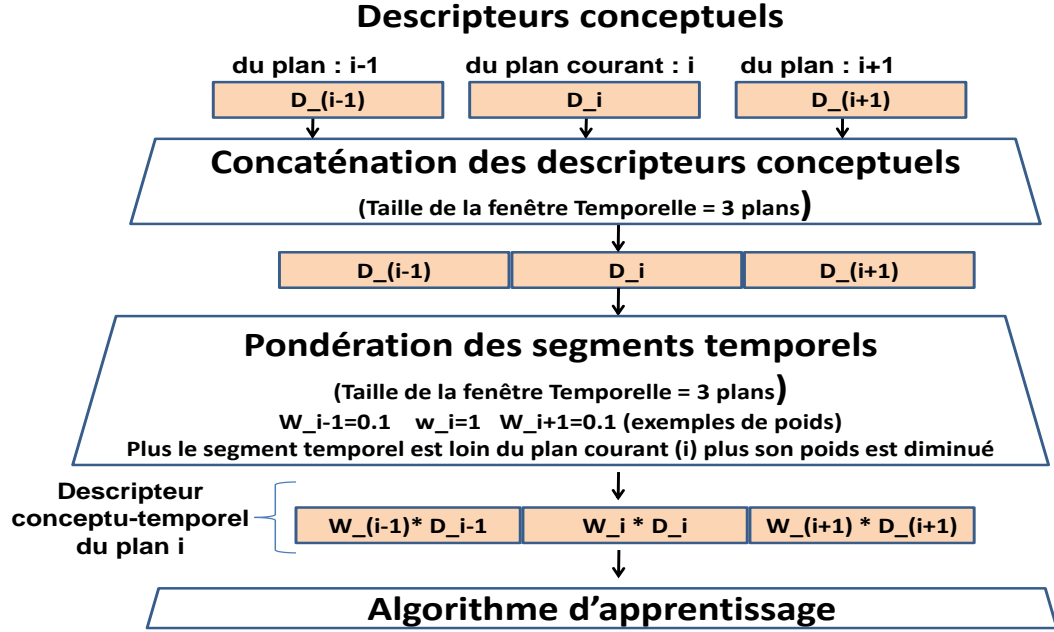 Descripteurs conceptuels
du plan : i-1 du plan courant : i du plan : i+1
D_(i-1) D_i D_(i+1)
Concaténation des descripteurs conceptuels
(Taille de la fenêtre Temporelle = 3 plans)
D_(i-1) D_i D_(i+1)
Pondération des segments temporels
(Taille de la fenêtre Temporelle = 3 plans)
W_i-1=0.1 w_i=1 W_i+1=0.1 (exemples de poids)
Plus le segment temporel est loin du plan courant (i) plus son poids est diminué
Descripteur
conceptu-temporel
du plan i
W_(i-1)* D_i-1 W_i * D_i W_(i+1) * D_(i+1)
Algorithme d’apprentissage